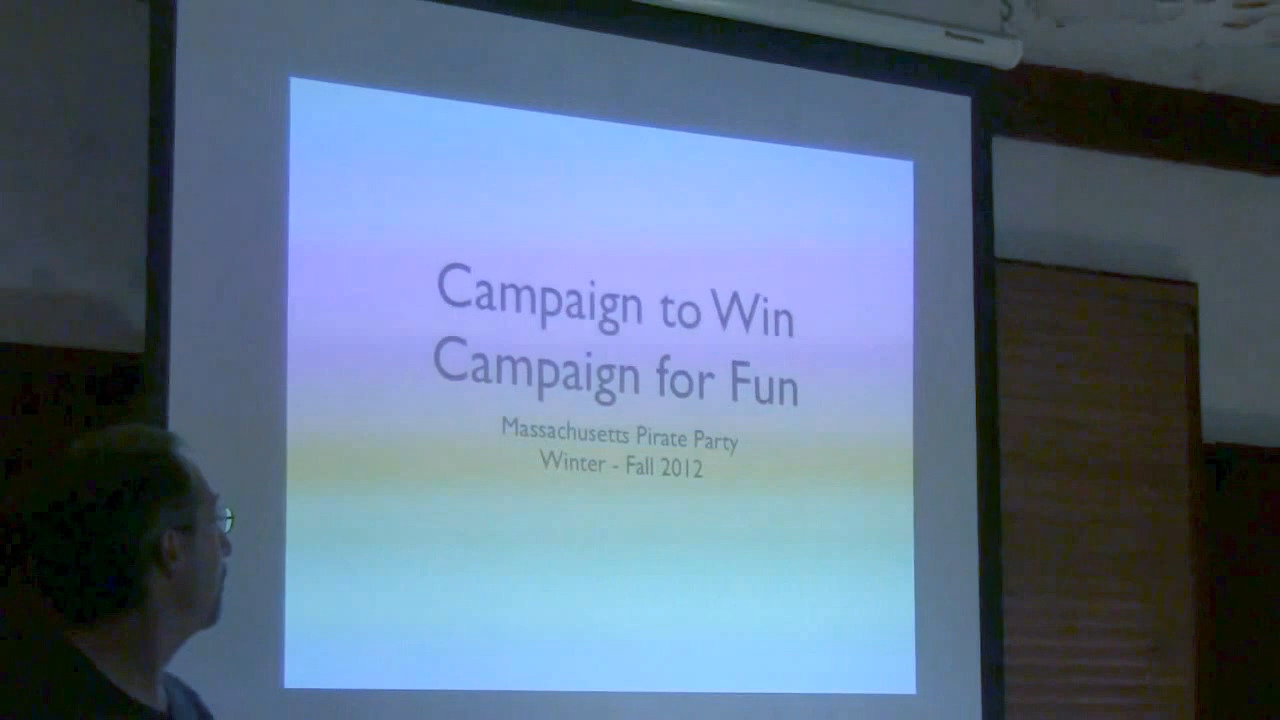 Campaign to Win
Campaign for Fun
Massachusetts Pirate Party
Winter - Fall 2012